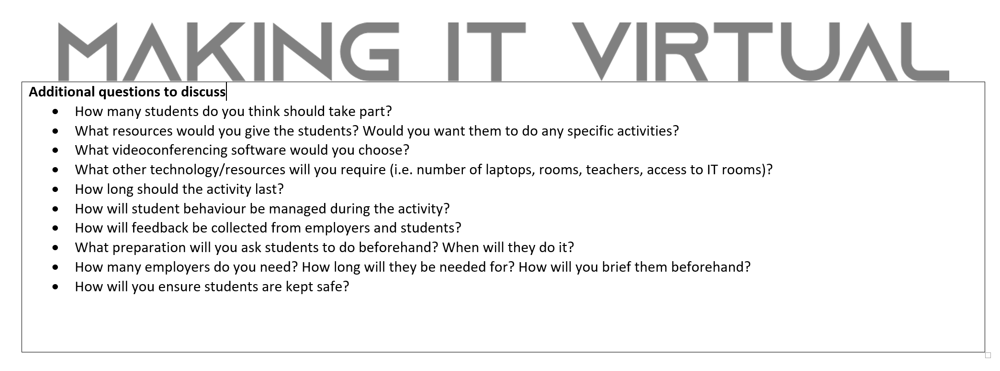 MAKING IT VIRTUAL
Additional questions to discuss
• How many students do you think should take part?
• What resources would you give the students? Would you want them to do any specific activities?
• What videoconferencing software would you choose?
• What other technology/resources will you require (i.e. number of laptops, rooms, teachers, access to IT rooms)?
• How long should the activity last?
• How will student behaviour be managed during the activity?
• How will feedback be collected from employers and students?
• What preparation will you ask students to do beforehand? When will they do it?
• How many employers do you need? How long will they be needed for? How will you brief them beforehand?
• How will you ensure students are kept safe?